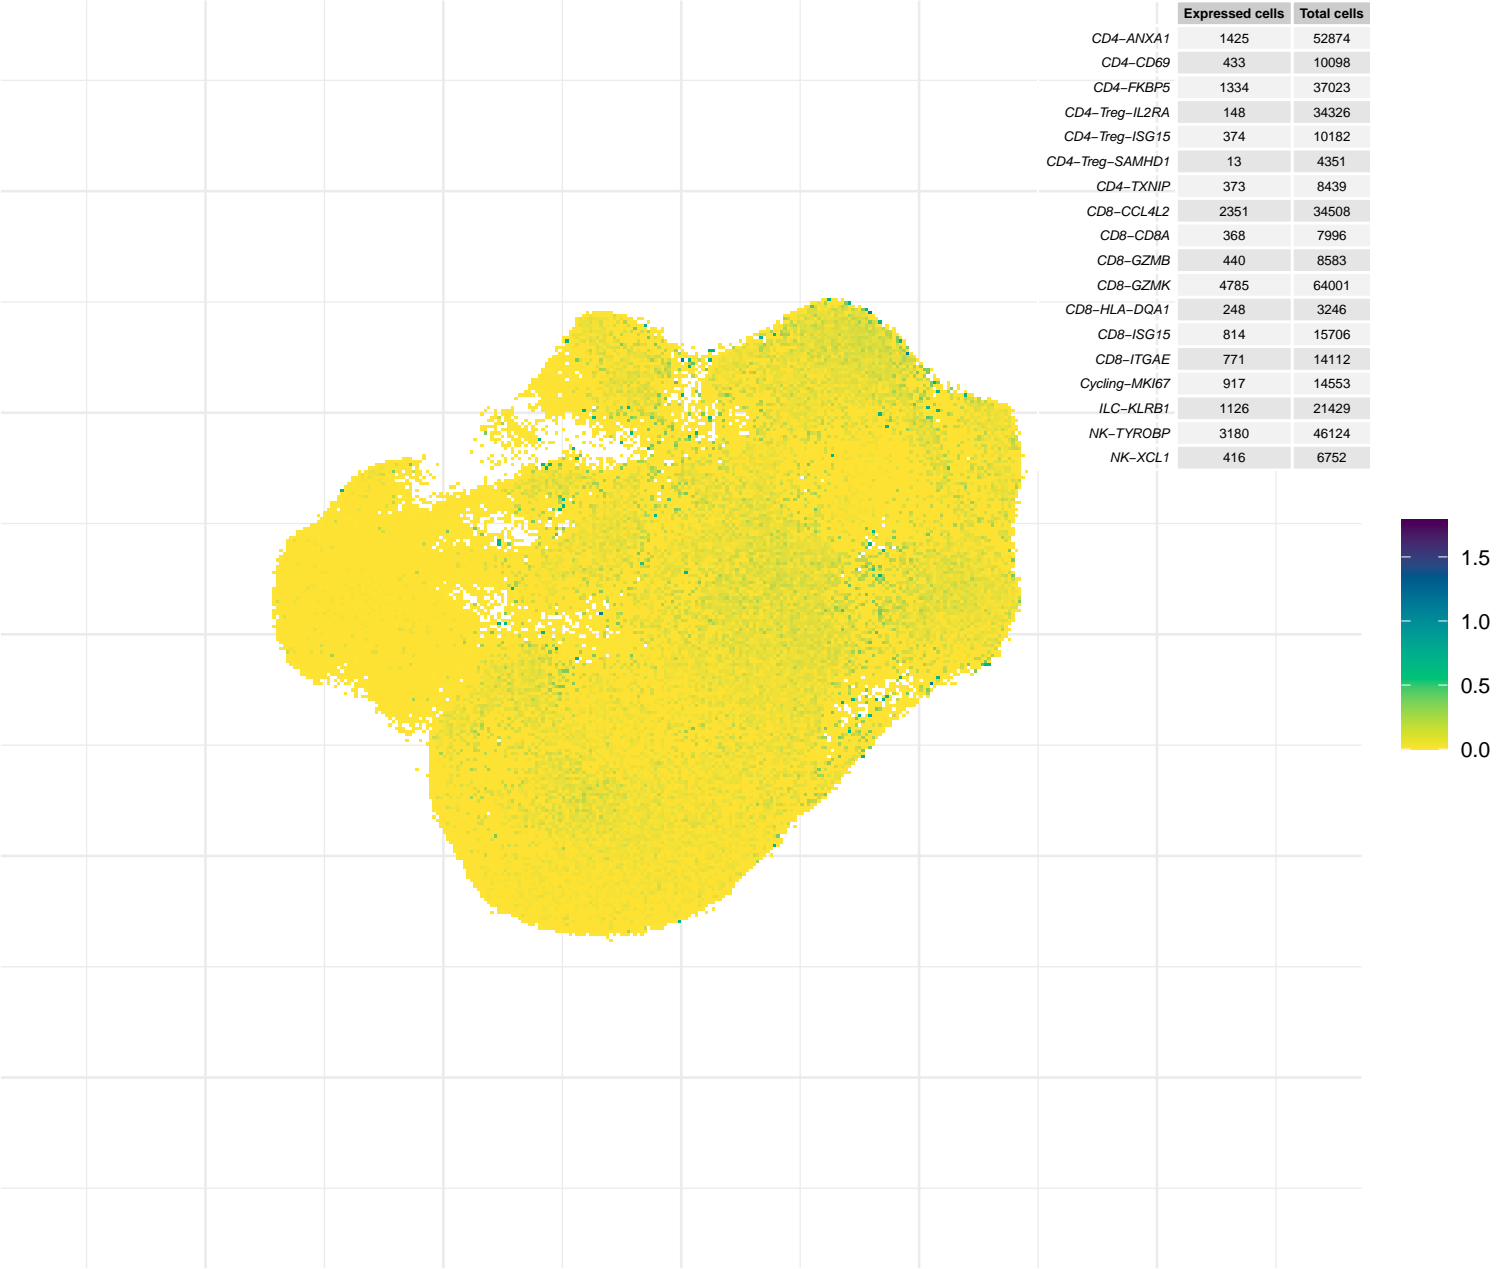 Expressed cells Total cells
CD4−ANXA1 1425 52874
CD4−CD69 433 10098
CD4−FKBP5 1334 37023
CD4−Treg−IL2RA 148 34326
CD4−Treg−ISG15 374 10182
CD4−Treg−SAMHD1 13 4351
CD4−TXNIP 373 8439
CD8−CCL4L2 2351 34508
CD8−CD8A 368 7996
CD8−GZMB 440 8583
CD8−GZMK 4785 64001
CD8−HLA−DQA1 248 3246
CD8−ISG15 814 15706
CD8−ITGAE 771 14112
Cycling−MKI67 917 14553
ILC−KLRB1 1126 21429
NK−TYROBP 3180 46124
NK−XCL1 416 6752
1.5
1.0
0.5
0.0